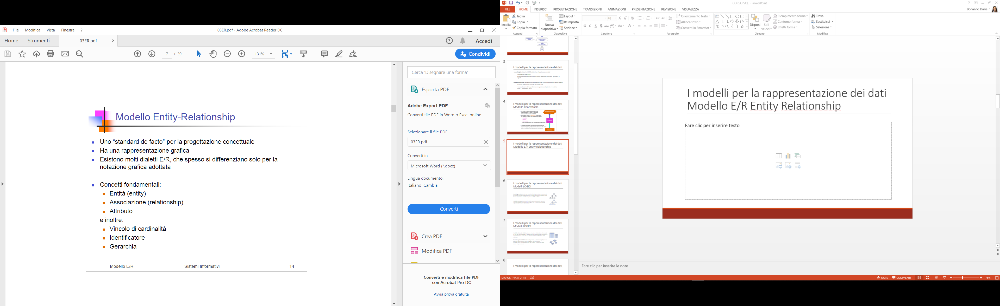 File Modifica Vista Finestra ?
03ER.pdf - Adobe Acrobat Reader DC
Home Strumenti 03ER.pdf ×
Accedi
7 / 39
131%
Condividi
Modello Entity-Relationship
Uno “standard de facto” per la progettazione concettuale
Ha una rappresentazione grafica
Esistono molti dialetti E/R, che spesso si differenziano solo per la
notazione grafica adottata
Concetti fondamentali:
Entità (entity)
Associazione (relationship)
Attributo
e inoltre:
Vincolo di cardinalità
Identificatore
Gerarchia
Modello E/R Sistemi Informativi 14
Cerca 'Disegnare una forma'
Esporta PDF
Adobe Export PDF
Converti file PDF in Word o Excel online
Selezionare il file PDF
03ER.pdf
Converti in
Microsoft Word (*.docx)
Lingua documento:
Italiano Cambia
Converti
Crea PDF
Modifica PDF
Converti e modifica file PDF
con Acrobat Pro DC
Avvia prova gratuita
CORSO SQL - PowerPoint
FILE HOME INSERISCI PROGETTAZIONE TRANSIZIONI ANIMAZIONI PRESENTAZIONE REVISIONE VISUALIZZA
Bonanno Daria
Incolla
Taglia
Copia
Copia formato
Appunti
Nuova
diapositiva
Layout
Reimposta
Sezione
Diapositive
48
G C S S abc AV Aa A
Carattere
Orientamento testo
Allinea testo
Converti in SmartArt
Paragrafo
Disponi
Stili
veloci
Riempimento forma
Contorno forma
Effetti forma
Disegno
Trova
Sostituisci
Seleziona
Modifica
3
I modelli per la rappresentazione dei dati
4
I modelli per la rappresentazione dei dati
Modello Concettuale
5
I modelli per la rappresentazione dei dati
Modello E/R Entity Relationship
6
I modelli per la rappresentazione dei dati
Modelli LOGICI
7
I modelli per la rappresentazione dei dati
Modelli LOGICI
8
I modelli per la rappresentazione dei dati
I modelli per la rappresentazione dei dati
Modello E/R Entity Relationship
Fare clic per inserire testo
Fare clic per inserire le note
DIAPOSITIVA 5 DI 15
NOTE COMMENTI
75%